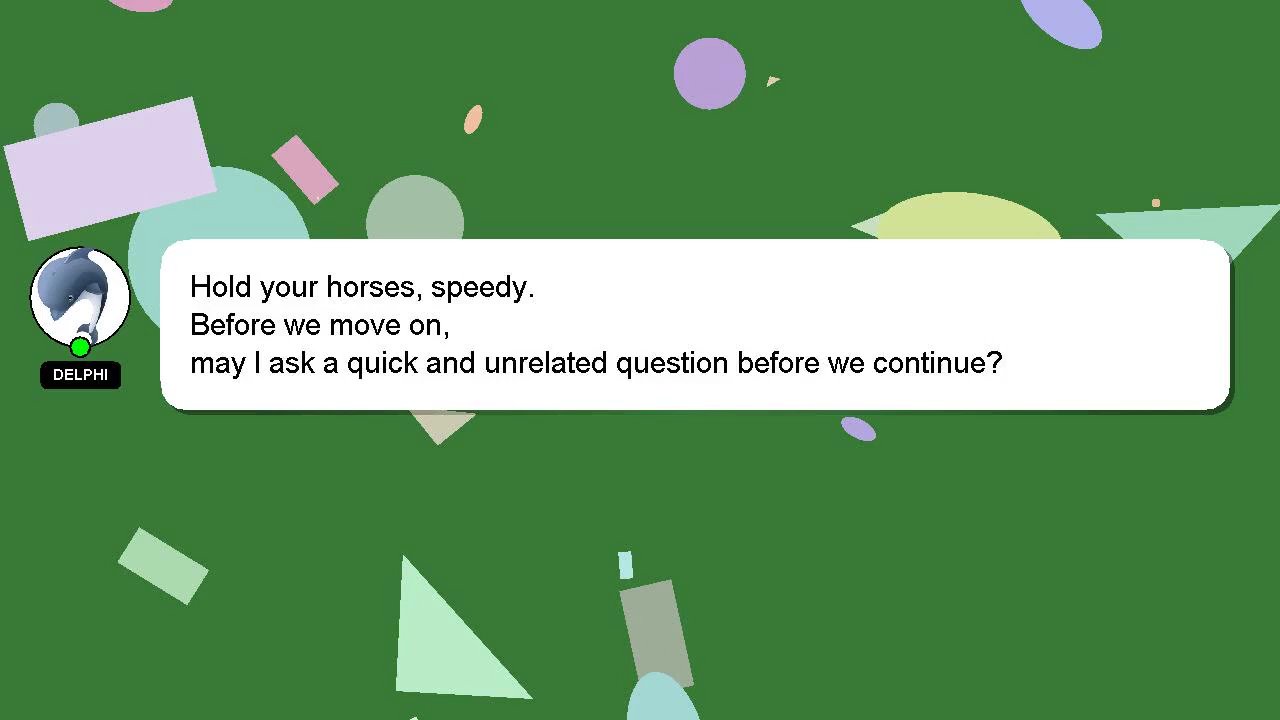 Hold your horses, speedy.
Before we move on,
may I ask a quick and unrelated question before we continue?
DELPHI